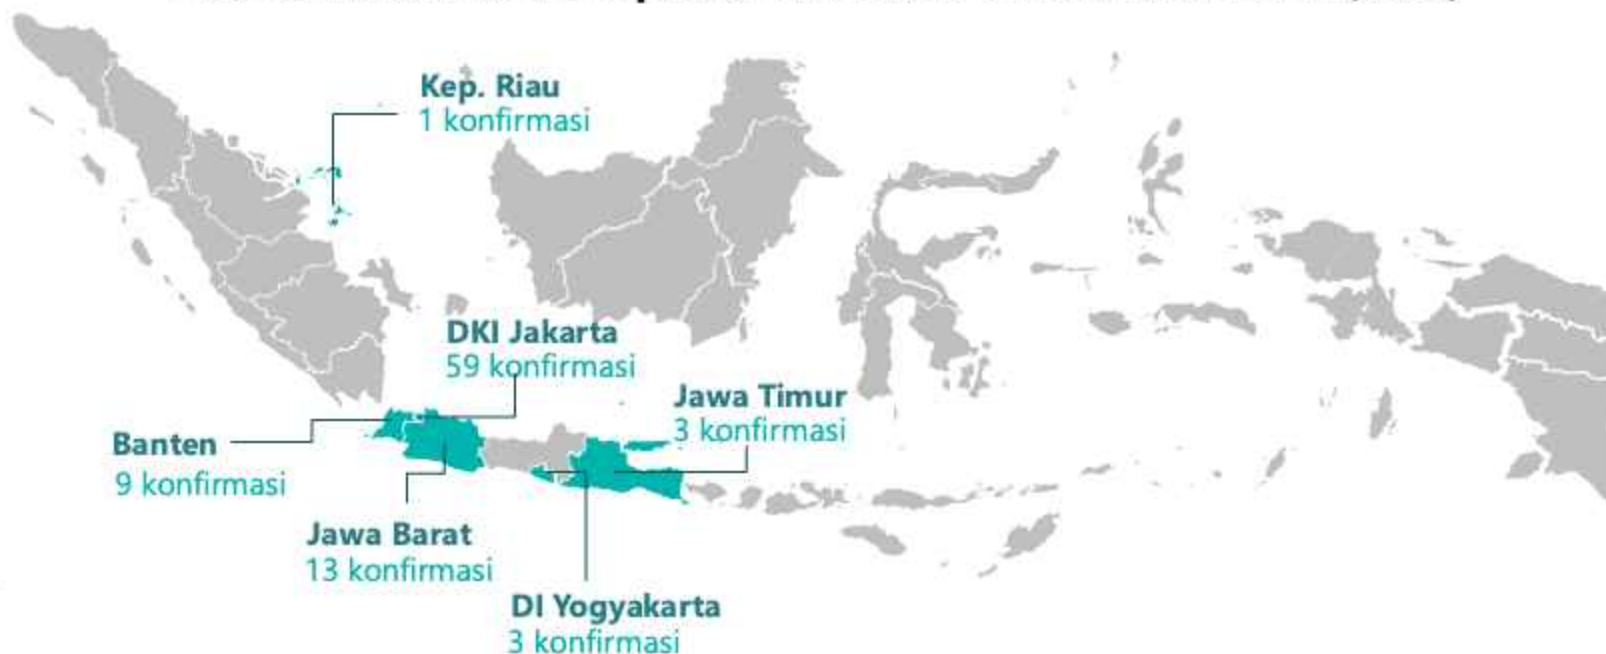 Kep. Riau
1 konfirmasi
DKI Jakarta
59 konfirmasi
Jawa Timur
3 konfirmasi
Banten
9 konfirmasi
Jawa Barat
13 konfirmasi
DI Yogyakarta
3 konfirmasi